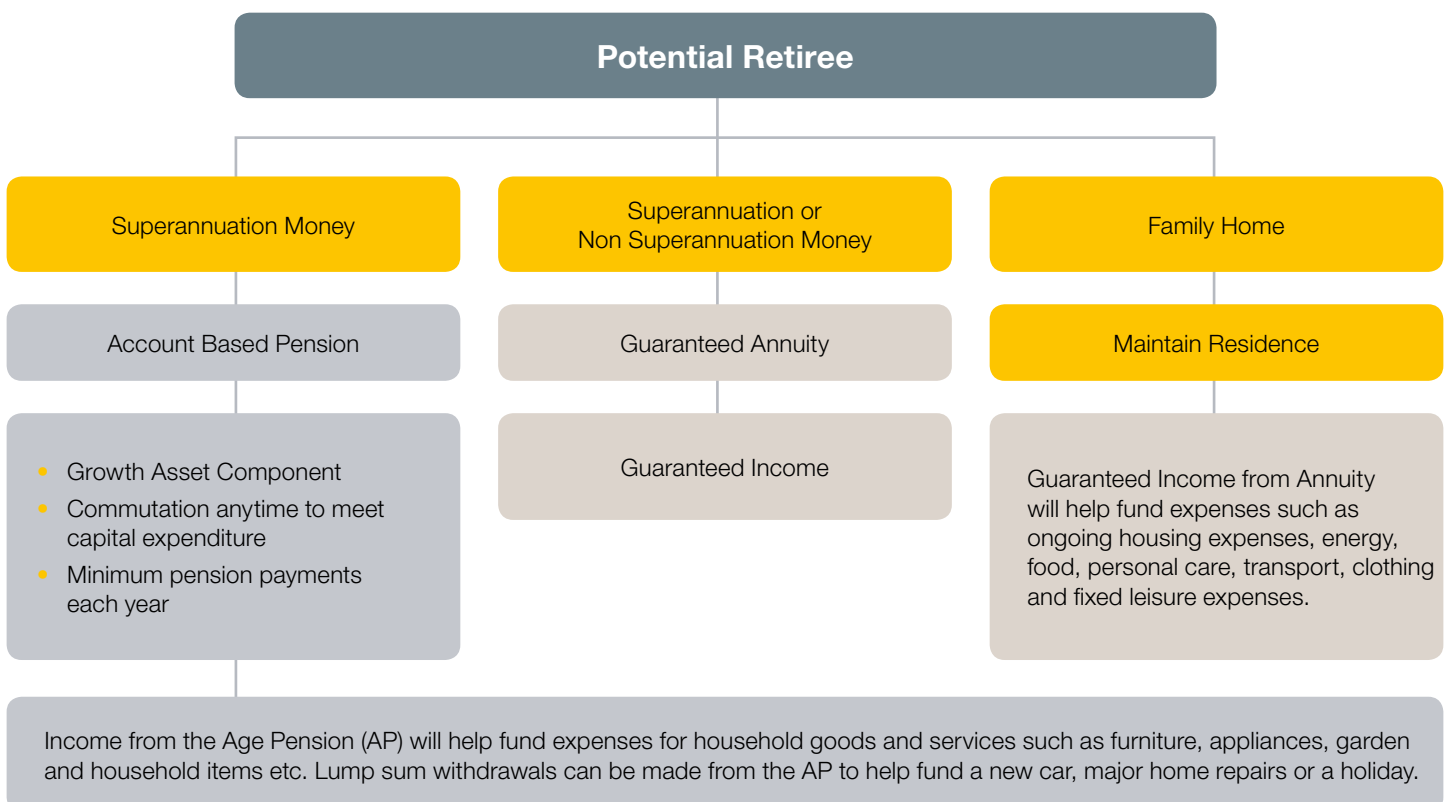 Potential Retiree
Superannuation Money
Superannuation or
Non Superannuation Money
Family Home
Account Based Pension
Guaranteed Annuity
Maintain Residence
• Growth Asset Component
• Commutation anytime to meet
capital expenditure
• Minimum pension payments
each year
Guaranteed Income
Guaranteed Income from Annuity
will help fund expenses such as
ongoing housing expenses, energy,
food, personal care, transport, clothing
and fixed leisure expenses.
Income from the Age Pension (AP) will help fund expenses for household goods and services such as furniture, appliances, garden
and household items etc. Lump sum withdrawals can be made from the AP to help fund a new car, major home repairs or a holiday.